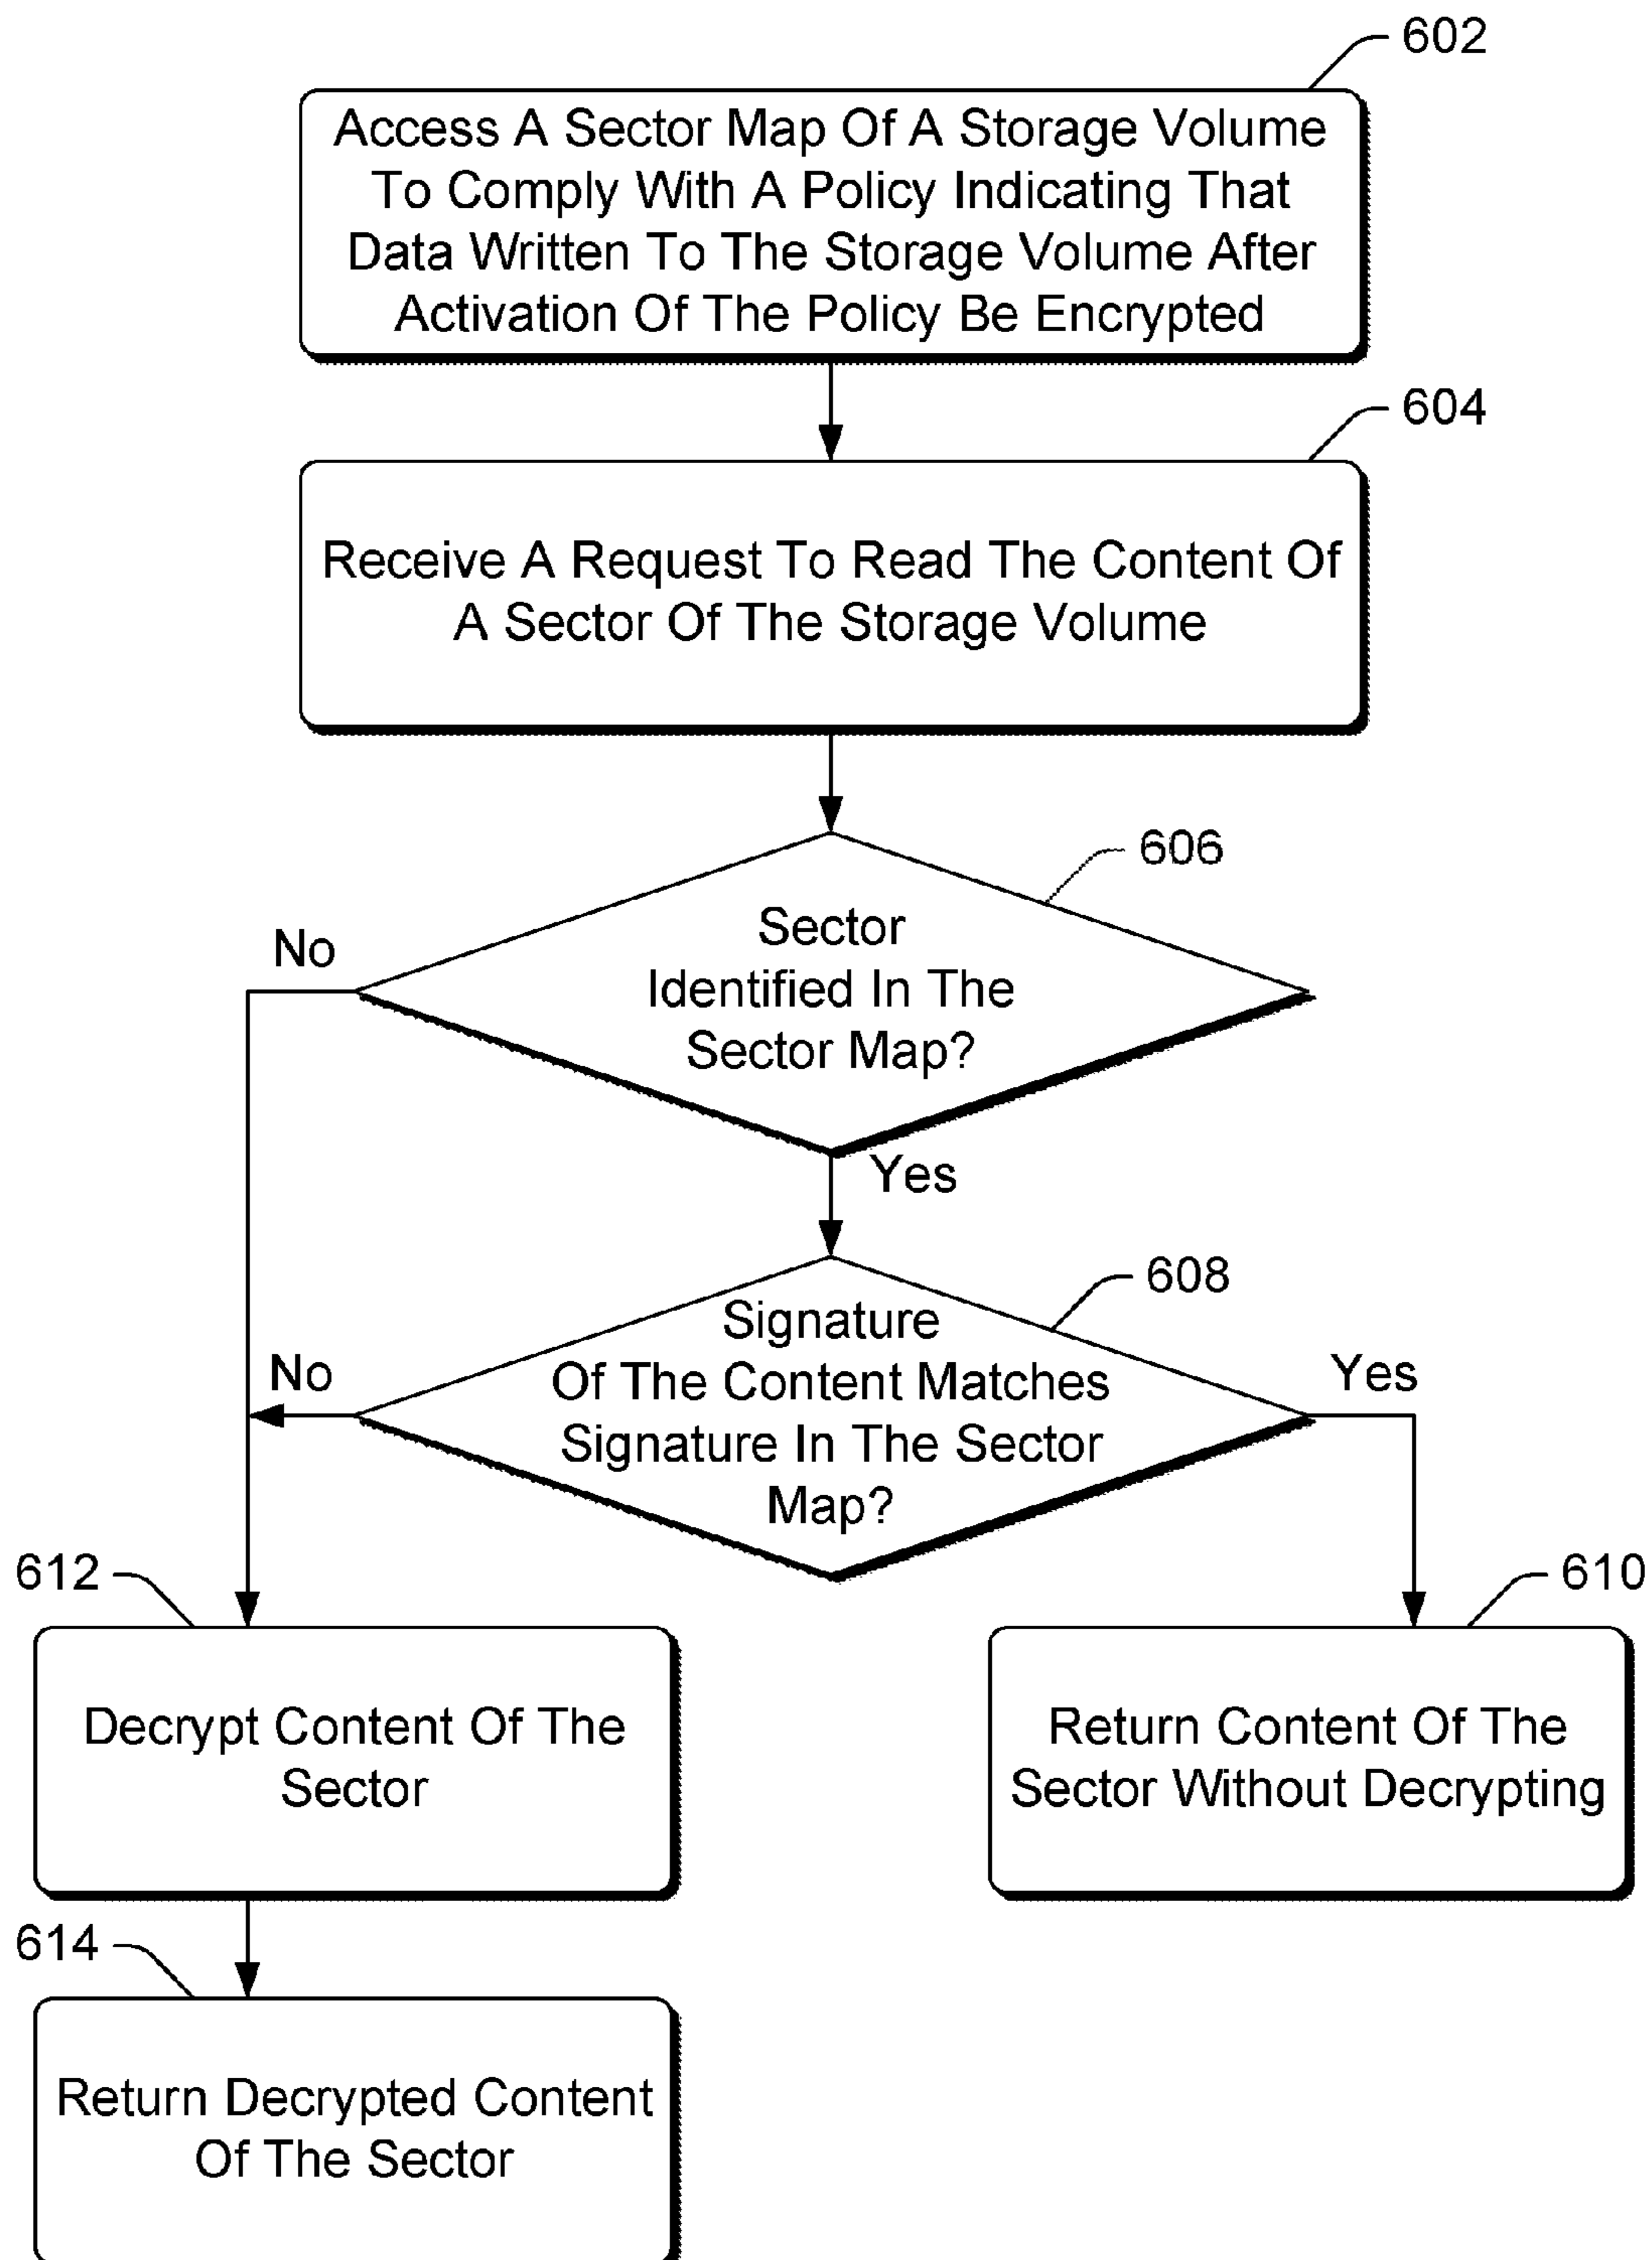 602
Access A Sector Map Of A Storage Volume
To Comply With A Policy Indicating That
Data Written To The Storage Volume After
Activation Of The Policy Be Encrypted
604
Receive A Request To Read The Content Of
A Sector Of The Storage Volume
606
Sector
Identified In The
Sector Map?
No
Yes
608
Signature
Of The Content Matches
Signature In The Sector
Map?
No
Yes
612
Decrypt Content Of The
Sector
610
Return Content Of The
Sector Without Decrypting
614
Return Decrypted Content
Of The Sector